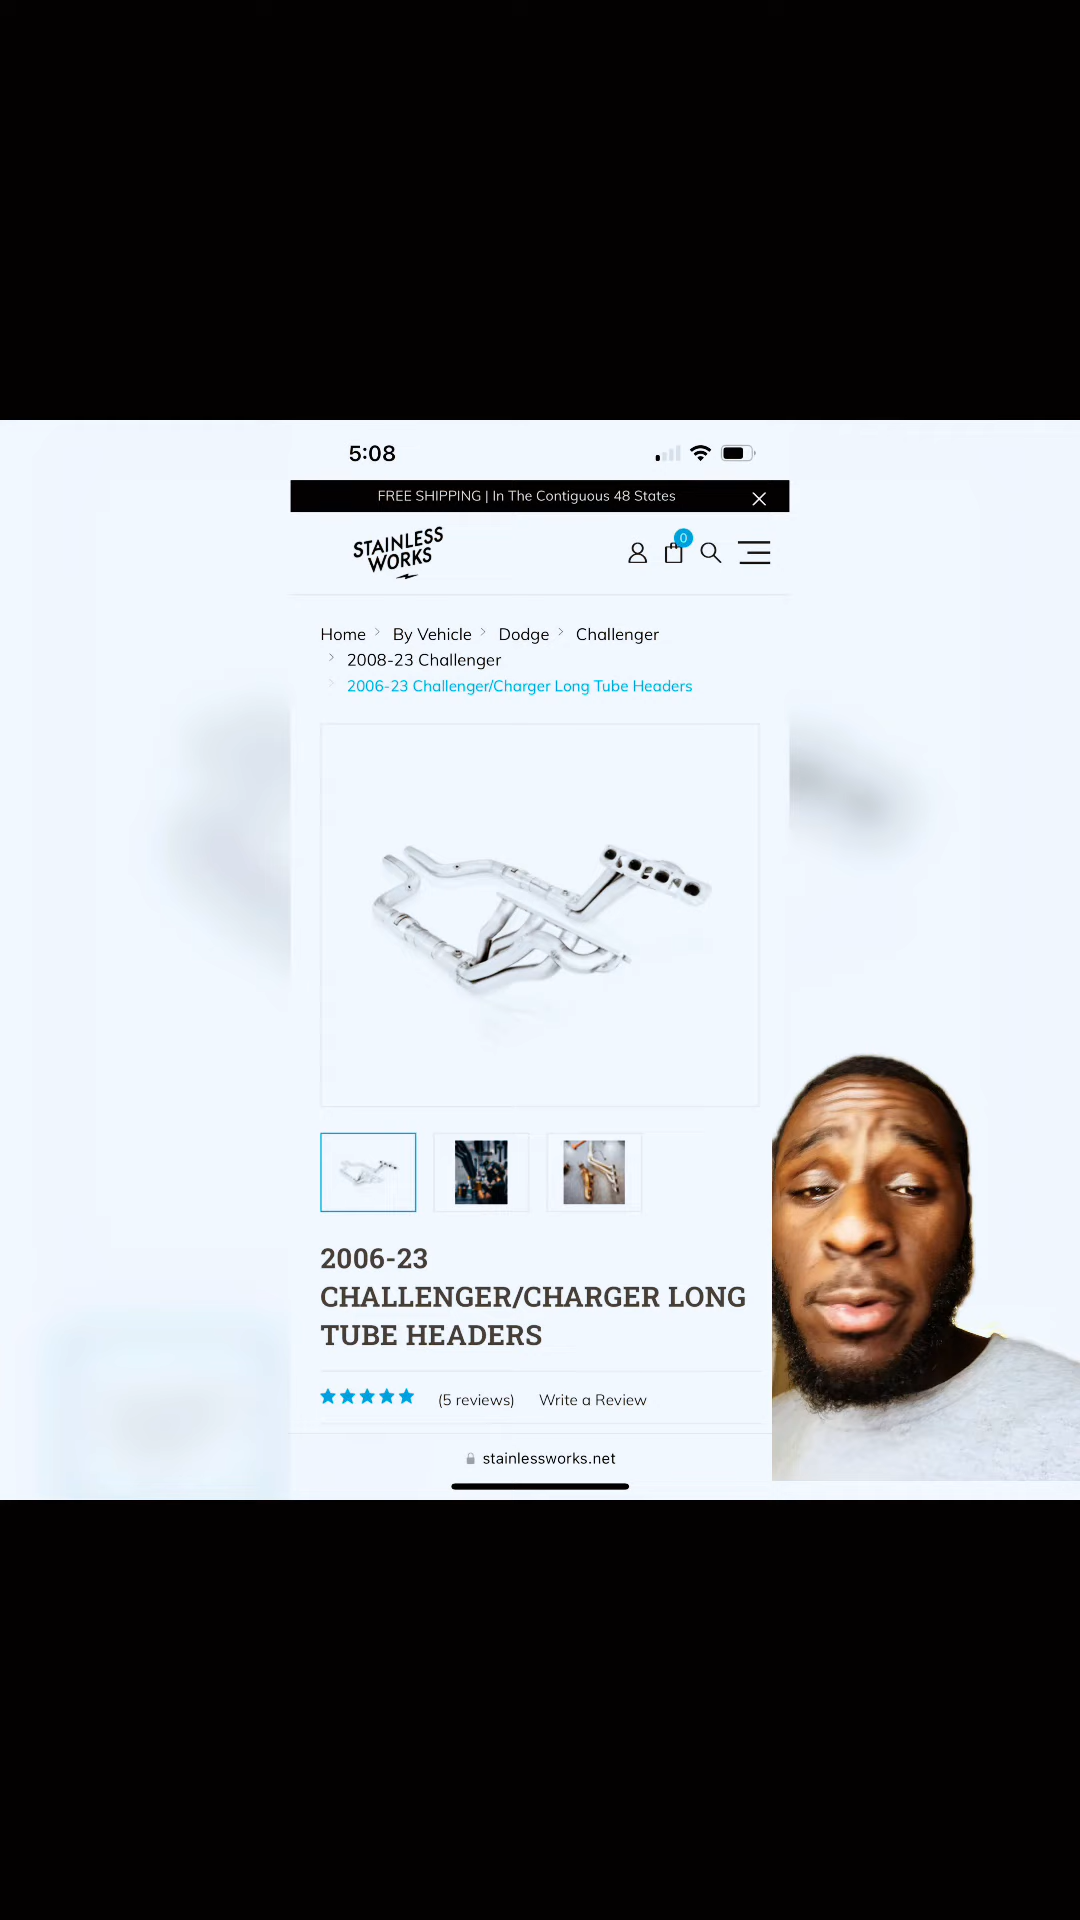 5:08
FREE SHIPPING | In The Contiguous 48 States
0
STAINLESS
WORKS
Home > By Vehicle > Dodge > Challenger
> 2008-23 Challenger
> 2006-23 Challenger/Charger Long Tube Headers
2006-23
CHALLENGER/CHARGER LONG
TUBE HEADERS
(5 reviews) Write a Review
stainlessworks.net